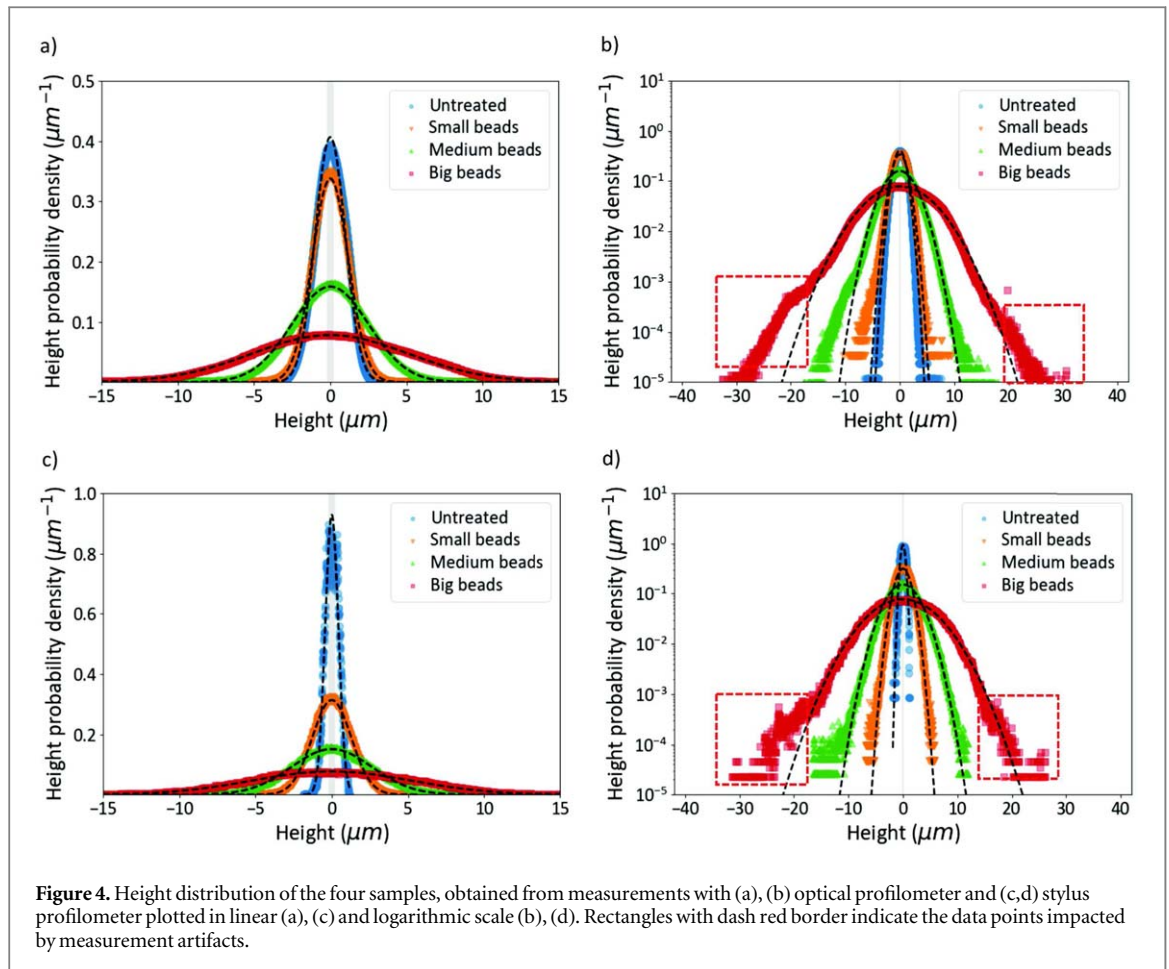 a)
Height probability density (μm⁻¹)
0.5
0.4
0.3
0.2
0.1
Untreated
Small beads
Medium beads
Big beads
−15 −10 −5 0 5 10 15
Height (μm)
b)
Height probability density (μm⁻¹)
10¹
10⁰
10⁻¹
10⁻²
10⁻³
10⁻⁴
10⁻⁵
Untreated
Small beads
Medium beads
Big beads
−40 −30 −20 −10 0 10 20 30 40
Height (μm)
c)
Height probability density (μm⁻¹)
1.0
0.8
0.6
0.4
0.2
Untreated
Small beads
Medium beads
Big beads
−15 −10 −5 0 5 10 15
Height (μm)
d)
Height probability density (μm⁻¹)
10¹
10⁰
10⁻¹
10⁻²
10⁻³
10⁻⁴
10⁻⁵
Untreated
Small beads
Medium beads
Big beads
−40 −30 −20 −10 0 10 20 30 40
Height (μm)
Figure 4. Height distribution of the four samples, obtained from measurements with (a), (b) optical profilometer and (c,d) stylus
profilometer plotted in linear (a), (c) and logarithmic scale (b), (d). Rectangles with dash red border indicate the data points impacted
by measurement artifacts.